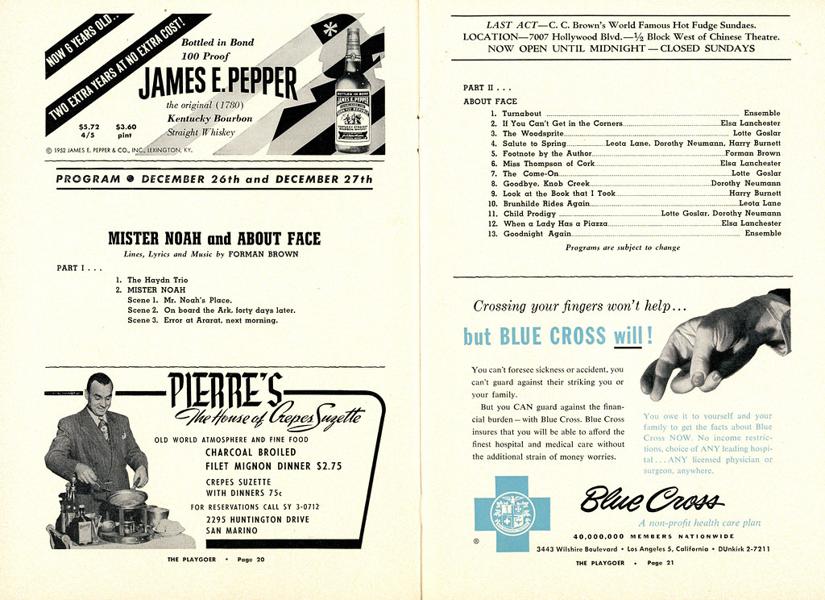 NOW 6 YEARS OLD..
TWO EXTRA YEARS AT NO EXTRA COST!
Bottled in Bond
100 Proof
JAMES E. PEPPER
the original (1780)
Kentucky Bourbon
Straight Whiskey
$5.72 $3.60
4/5 pint
© 1952 JAMES E. PEPPER & CO., INC., LEXINGTON, KY.
PROGRAM ● DECEMBER 26th and DECEMBER 27th
MISTER NOAH and ABOUT FACE
Lines, Lyrics and Music by FORMAN BROWN
PART I . . .
1. The Haydn Trio
2. MISTER NOAH
Scene 1. Mr. Noah's Place.
Scene 2. On board the Ark, forty days later.
Scene 3. Error at Ararat, next morning.
PIERRE'S
The House of Crepes Suzette
OLD WORLD ATMOSPHERE AND FINE FOOD
CHARCOAL BROILED
FILET MIGNON DINNER $2.75
CREPES SUZETTE
WITH DINNERS 75c
FOR RESERVATIONS CALL SY 3-0712
2295 HUNTINGTON DRIVE
SAN MARINO
THE PLAYGOER • Page 20
LAST ACT—C. C. Brown's World Famous Hot Fudge Sundaes.
LOCATION—7007 Hollywood Blvd.—½ Block West of Chinese Theatre.
NOW OPEN UNTIL MIDNIGHT — CLOSED SUNDAYS
PART II . . .
ABOUT FACE
1. Turnabout Ensemble
2. If You Can't Get in the Corners Elsa Lanchester
3. The Woodsprite Lotte Goslar
4. Salute to Spring Leota Lane, Dorothy Neumann, Harry Burnett
5. Footnote by the Author Forman Brown
6. Miss Thompson of Cork Elsa Lanchester
7. The Come-On Lotte Goslar
8. Goodbye, Knob Creek Dorothy Neumann
9. Look at the Book that I Took Harry Burnett
10. Brunhilde Rides Again Leota Lane
11. Child Prodigy Lotte Goslar, Dorothy Neumann
12. When a Lady Has a Piazza Elsa Lanchester
13. Goodnight Again Ensemble
Programs are subject to change
Crossing your fingers won't help...
but BLUE CROSS will!
You can't foresee sickness or accident, you
can't guard against their striking you or
your family.
But you CAN guard against the finan-
cial burden – with Blue Cross. Blue Cross
insures that you will be able to afford the
finest hospital and medical care without
the additional strain of money worries.
You owe it to yourself and your
family to get the facts about Blue
Cross NOW. No income restric-
tions, choice of ANY leading hospi-
tal ... ANY licensed physician or
surgeon, anywhere.
Blue Cross
A non-profit health care plan
®
40,000,000 MEMBERS NATIONWIDE
3443 Wilshire Boulevard • Los Angeles 5, California • DUnkirk 2-7211
THE PLAYGOER • Page 21